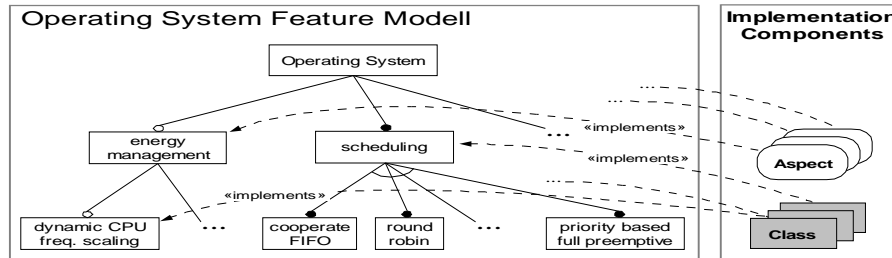 Operating System Feature Modell
Implementation
Components
Operating System
...
...
energy
management
scheduling
...
«implements»
Aspect
«implements»
«implements»
...
...
dynamic CPU
freq. scaling
...
cooperate
FIFO
round
robin
...
priority based
full preemptive
Class